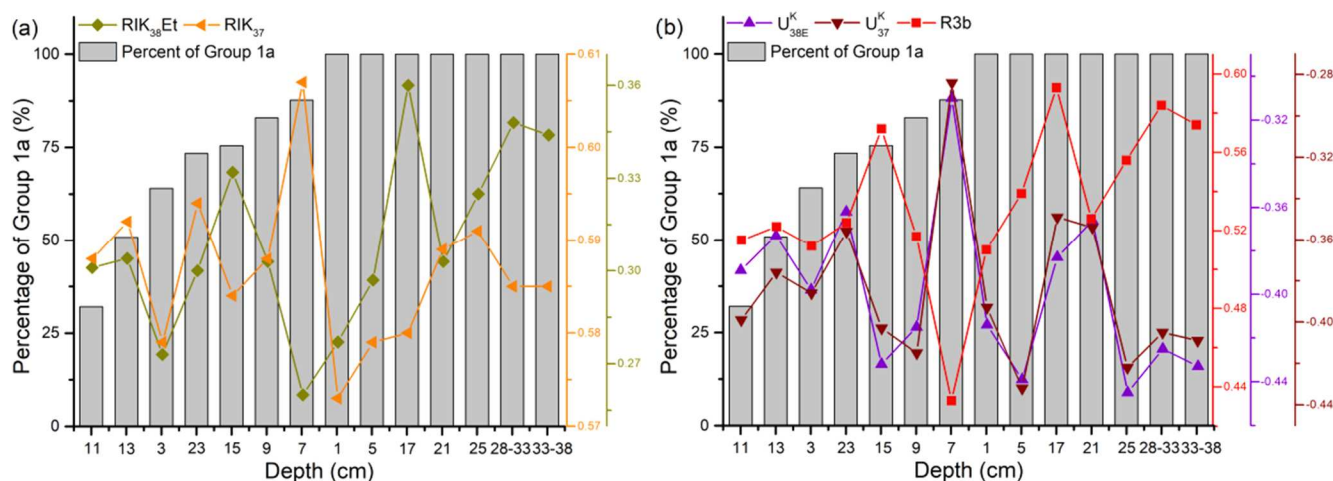 (a)
RIK38Et
RIK37
Percent of Group 1a
Percentage of Group 1a (%)
100
75
50
25
0
11 13 3 23 15 9 7 1 5 17 21 25 28-33 33-38
Depth (cm)
0.61
0.60
0.59
0.58
0.57
0.36
0.33
0.30
0.27
(b)
U^K_38E
U^K_37
R3b
Percent of Group 1a
Percentage of Group 1a (%)
100
75
50
25
0
11 13 3 23 15 9 7 1 5 17 21 25 28-33 33-38
Depth (cm)
0.60
0.56
0.52
0.48
0.44
-0.32
-0.36
-0.40
-0.44
-0.28
-0.32
-0.36
-0.40
-0.44